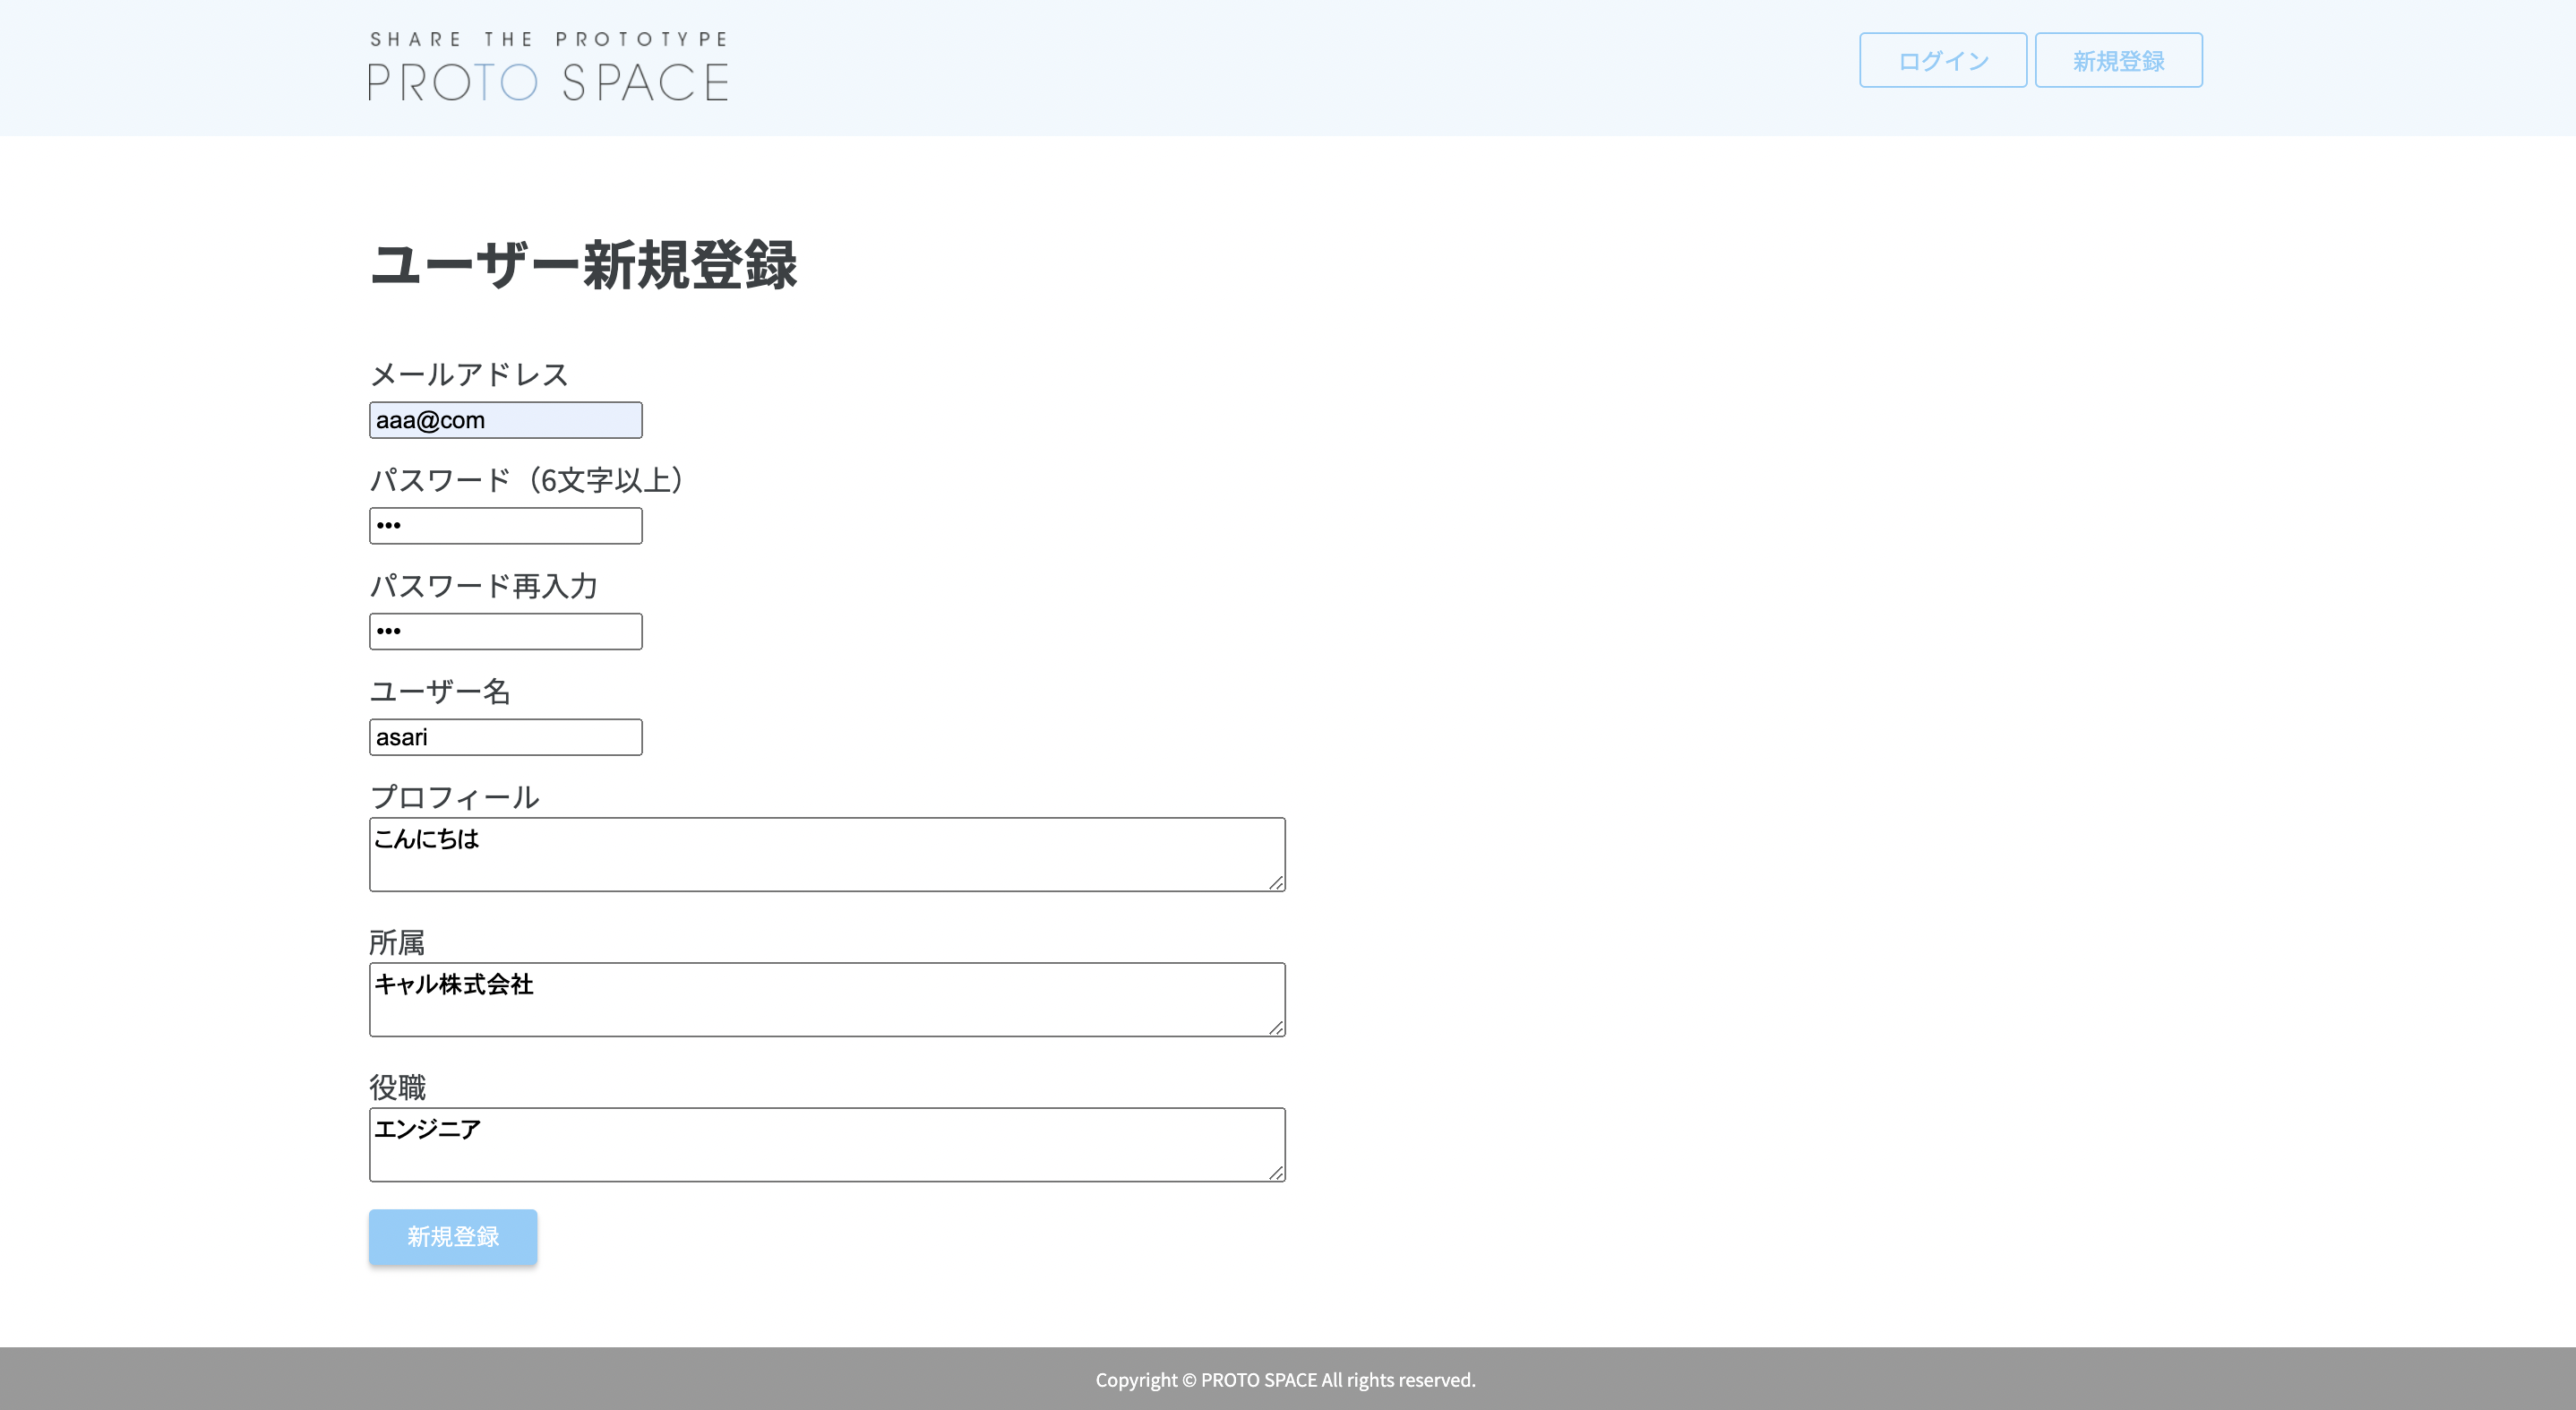 SHARE THE PROTOTYPE
PROTO SPACE
ログイン
新規登録
ユーザー新規登録
メールアドレス
aaa@com
パスワード（6文字以上）
•••
パスワード再入力
•••
ユーザー名
asari
プロフィール
こんにちは
所属
キャル株式会社
役職
エンジニア
新規登録
Copyright © PROTO SPACE All rights reserved.